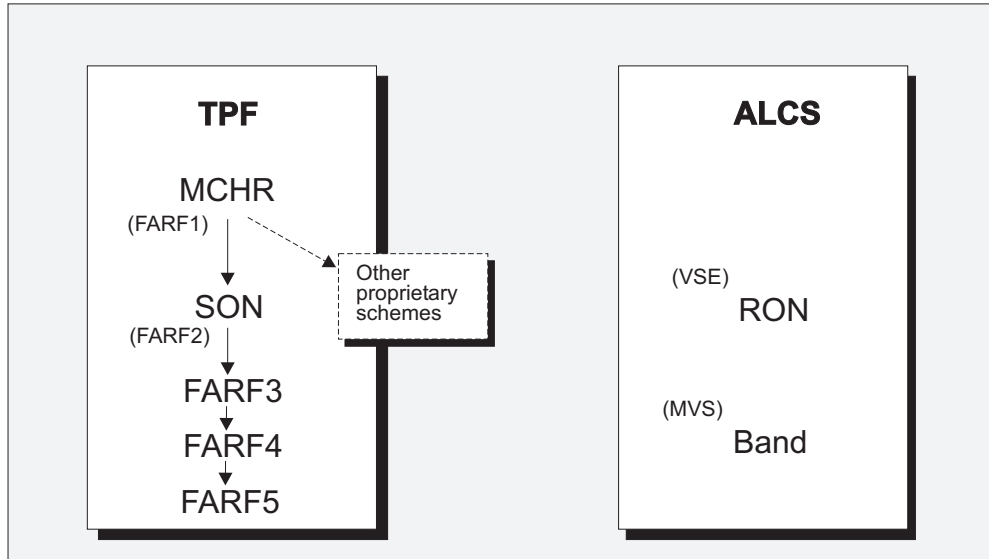 TPF
MCHR
(FARF1)
Other
proprietary
schemes
SON
(FARF2)
FARF3
FARF4
FARF5
ALCS
(VSE)
RON
(MVS)
Band